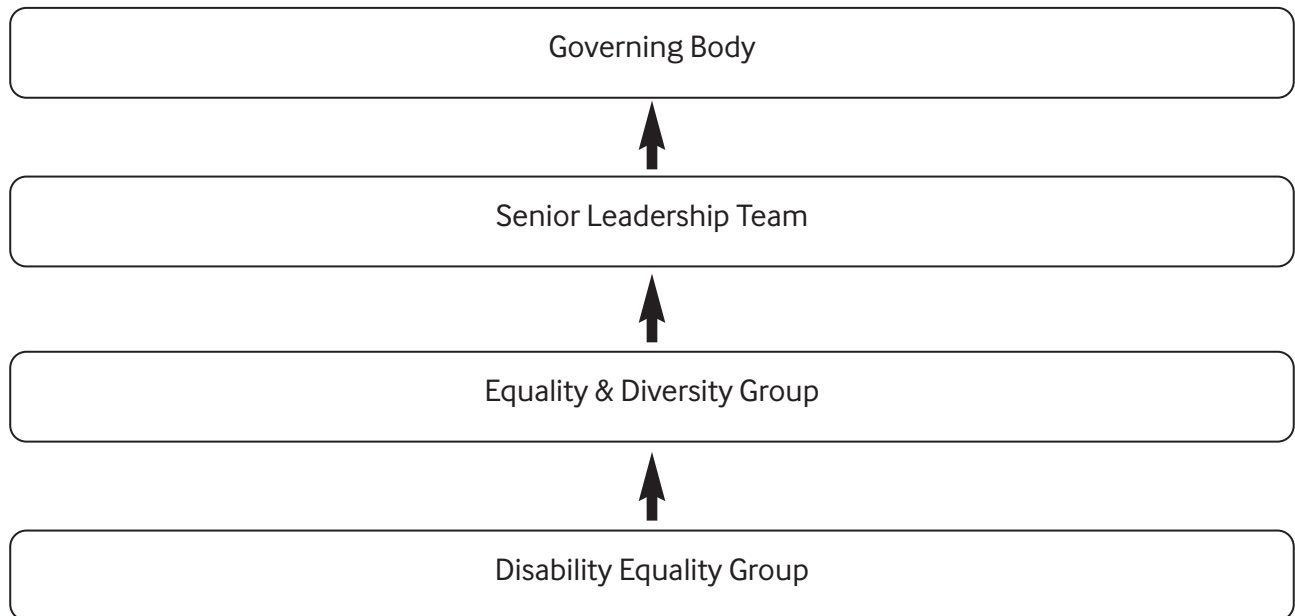 Governing Body
Senior Leadership Team
Equality & Diversity Group
Disability Equality Group